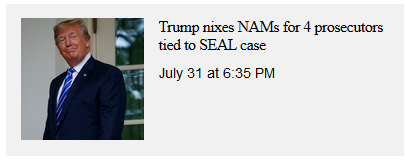 Trump nixes NAMs for 4 prosecutors
tied to SEAL case
July 31 at 6:35 PM